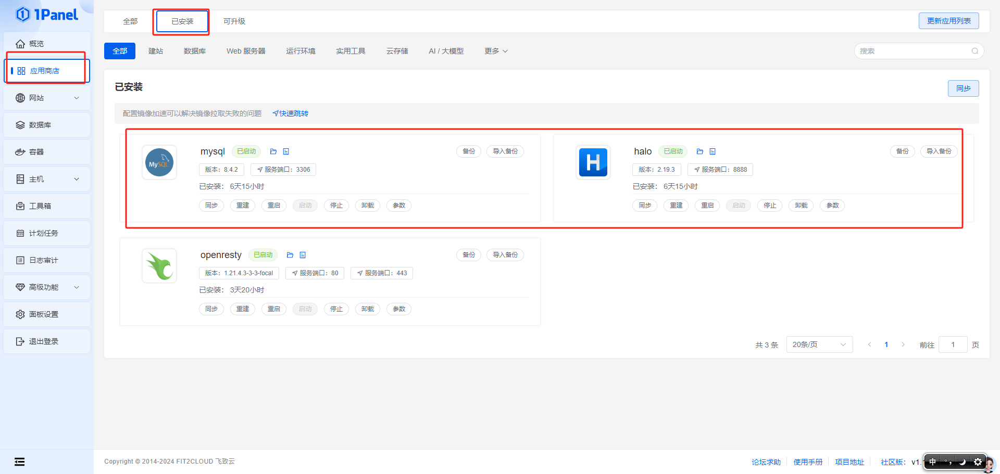 1Panel
概览
应用商店
网站
数据库
容器
主机
工具箱
计划任务
日志审计
高级功能
面板设置
退出登录
全部 已安装 可升级 更新应用列表
全部 建站 数据库 Web 服务器 运行环境 实用工具 云存储 AI / 大模型 更多 搜索
已安装 同步
配置镜像加速可以解决镜像拉取失败的问题 快速跳转
MySQL
mysql 已启动 备份 导入备份
版本：8.4.2 服务端口：3306
已安装： 6天15小时
同步 重建 重启 启动 停止 卸载 参数
H
halo 已启动 备份 导入备份
版本：2.19.3 服务端口：8888
已安装： 6天15小时
同步 重建 重启 启动 停止 卸载 参数
openresty 已启动 备份 导入备份
版本：1.21.4.3-3-3-focal 服务端口：80 服务端口：443
已安装： 3天20小时
同步 重建 重启 启动 停止 卸载 参数
共 3 条 20条/页 1 前往 1 页
Copyright © 2014-2024 FIT2CLOUD 飞致云 论坛求助 使用手册 项目地址 社区版： v1.
中 °,